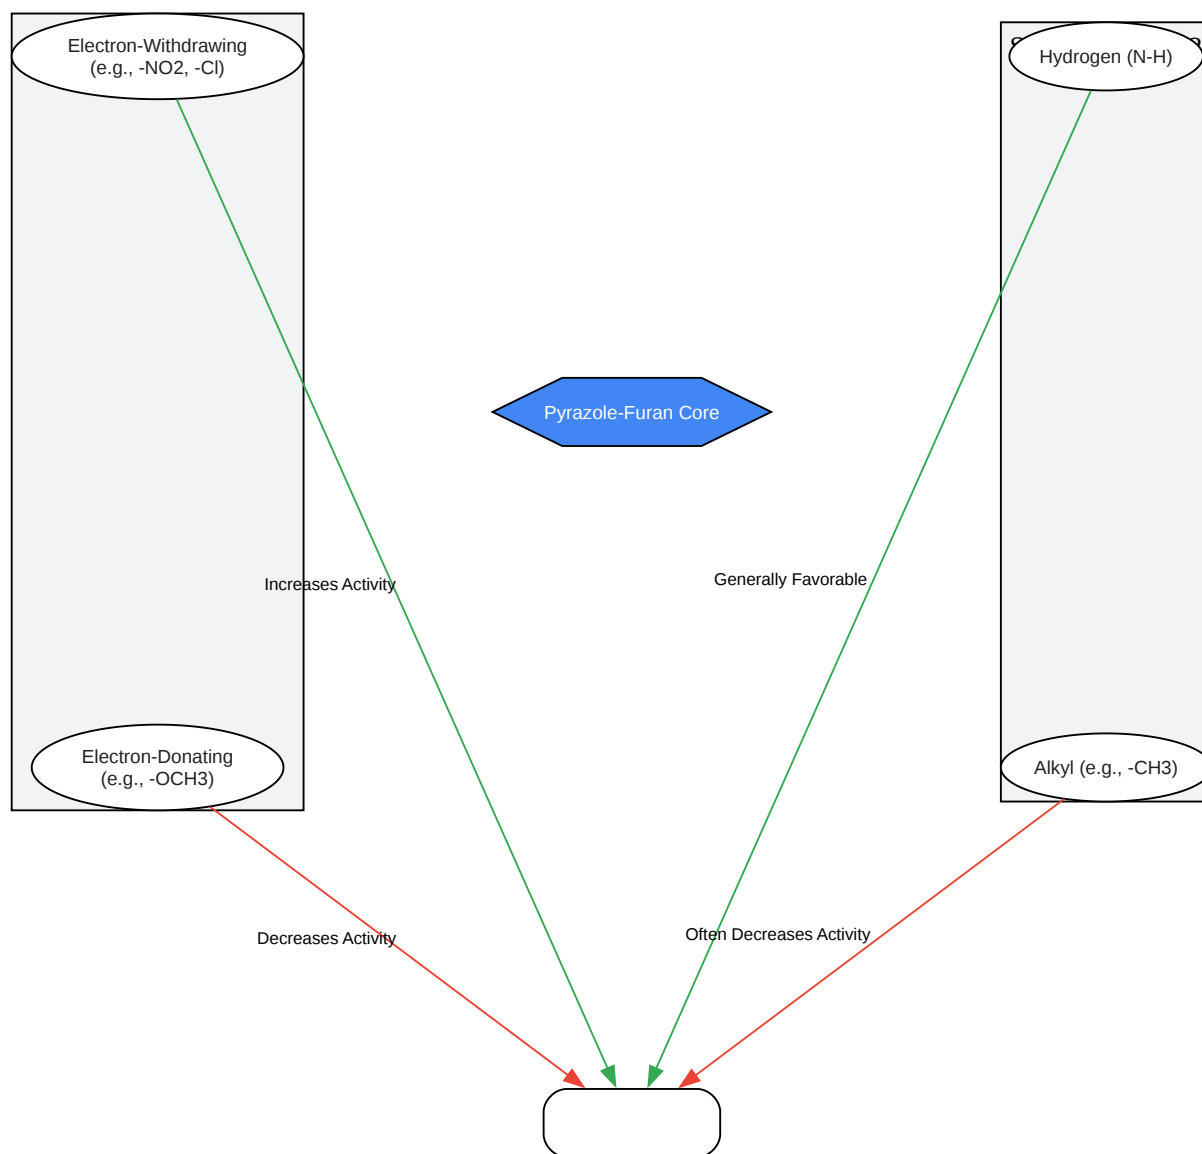 Electron-Withdrawing
(e.g., -NO2, -Cl)
Hydrogen (N-H)
Pyrazole-Furan Core
Increases Activity
Generally Favorable
Electron-Donating
(e.g., -OCH3)
Alkyl (e.g., -CH3)
Decreases Activity
Often Decreases Activity